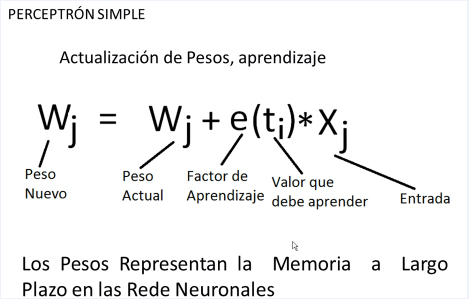 PERCEPTRÓN SIMPLE
Actualización de Pesos, aprendizaje
Wj = Wj + e(ti)*Xj
Peso Nuevo
Peso Actual
Factor de Aprendizaje
Valor que debe aprender
Entrada
Los Pesos Representan la Memoria a Largo
Plazo en las Rede Neuronales